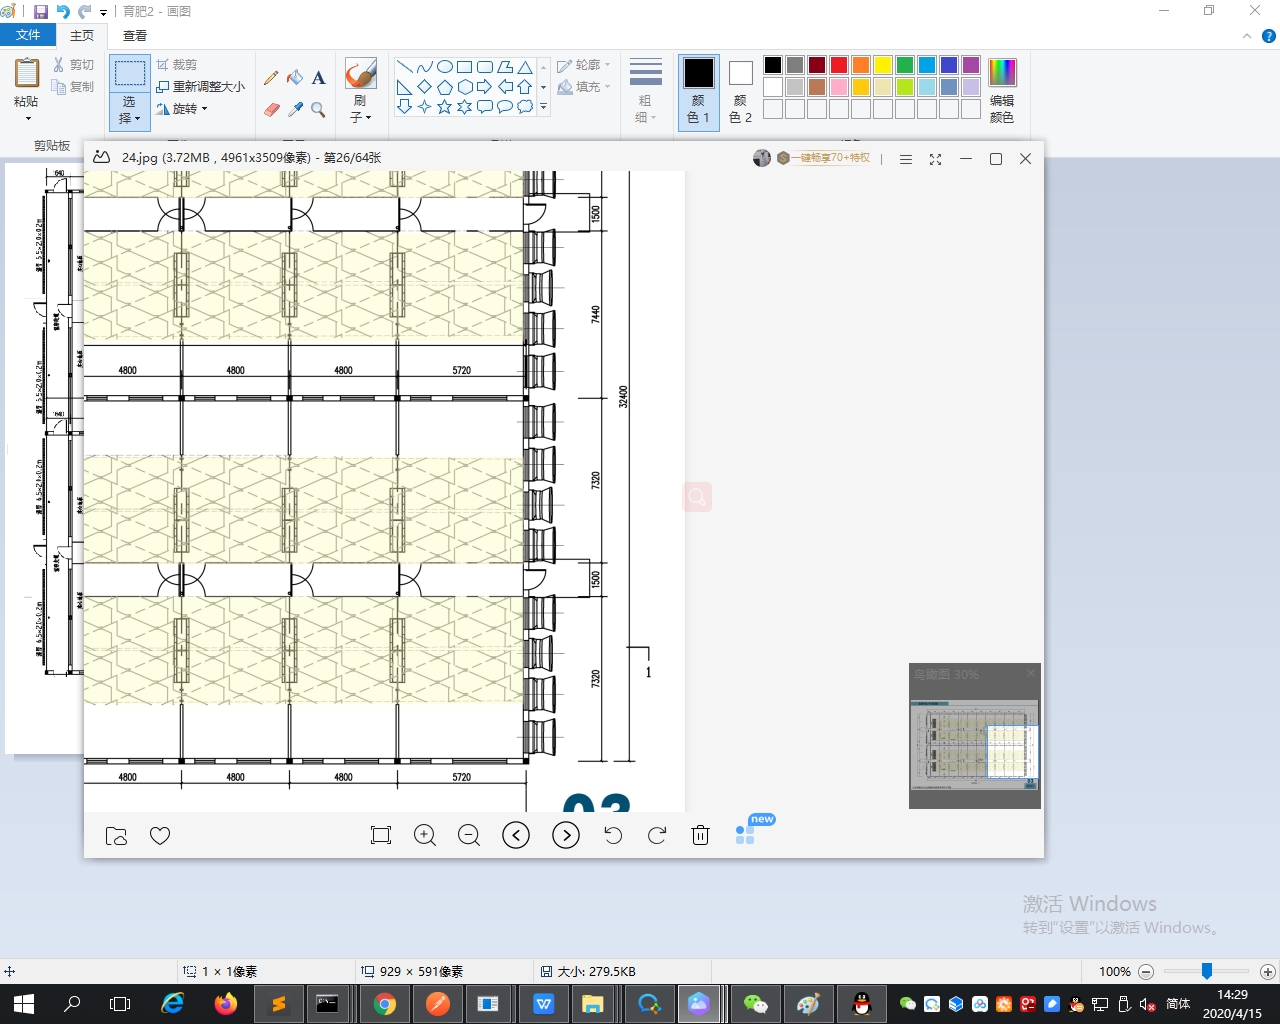 育肥2 - 画图
文件
主页
查看
粘贴
剪切
复制
剪贴板
选
择
裁剪
重新调整大小
旋转
A
刷
子
轮廓
填充
粗
细
颜
色 1
颜
色 2
编辑
颜色
24.jpg (3.72MB , 4961x3509像素) - 第26/64张
一键畅享70+特权
1500
7440
4800
4800
4800
5720
32400
7320
1500
7320
1
4800
4800
4800
5720
03
1640
1640
鸟瞰图 30%
new
激活 Windows
转到"设置"以激活 Windows。
1 × 1像素
929 × 591像素
大小: 279.5KB
100%
简体
14:29
2020/4/15